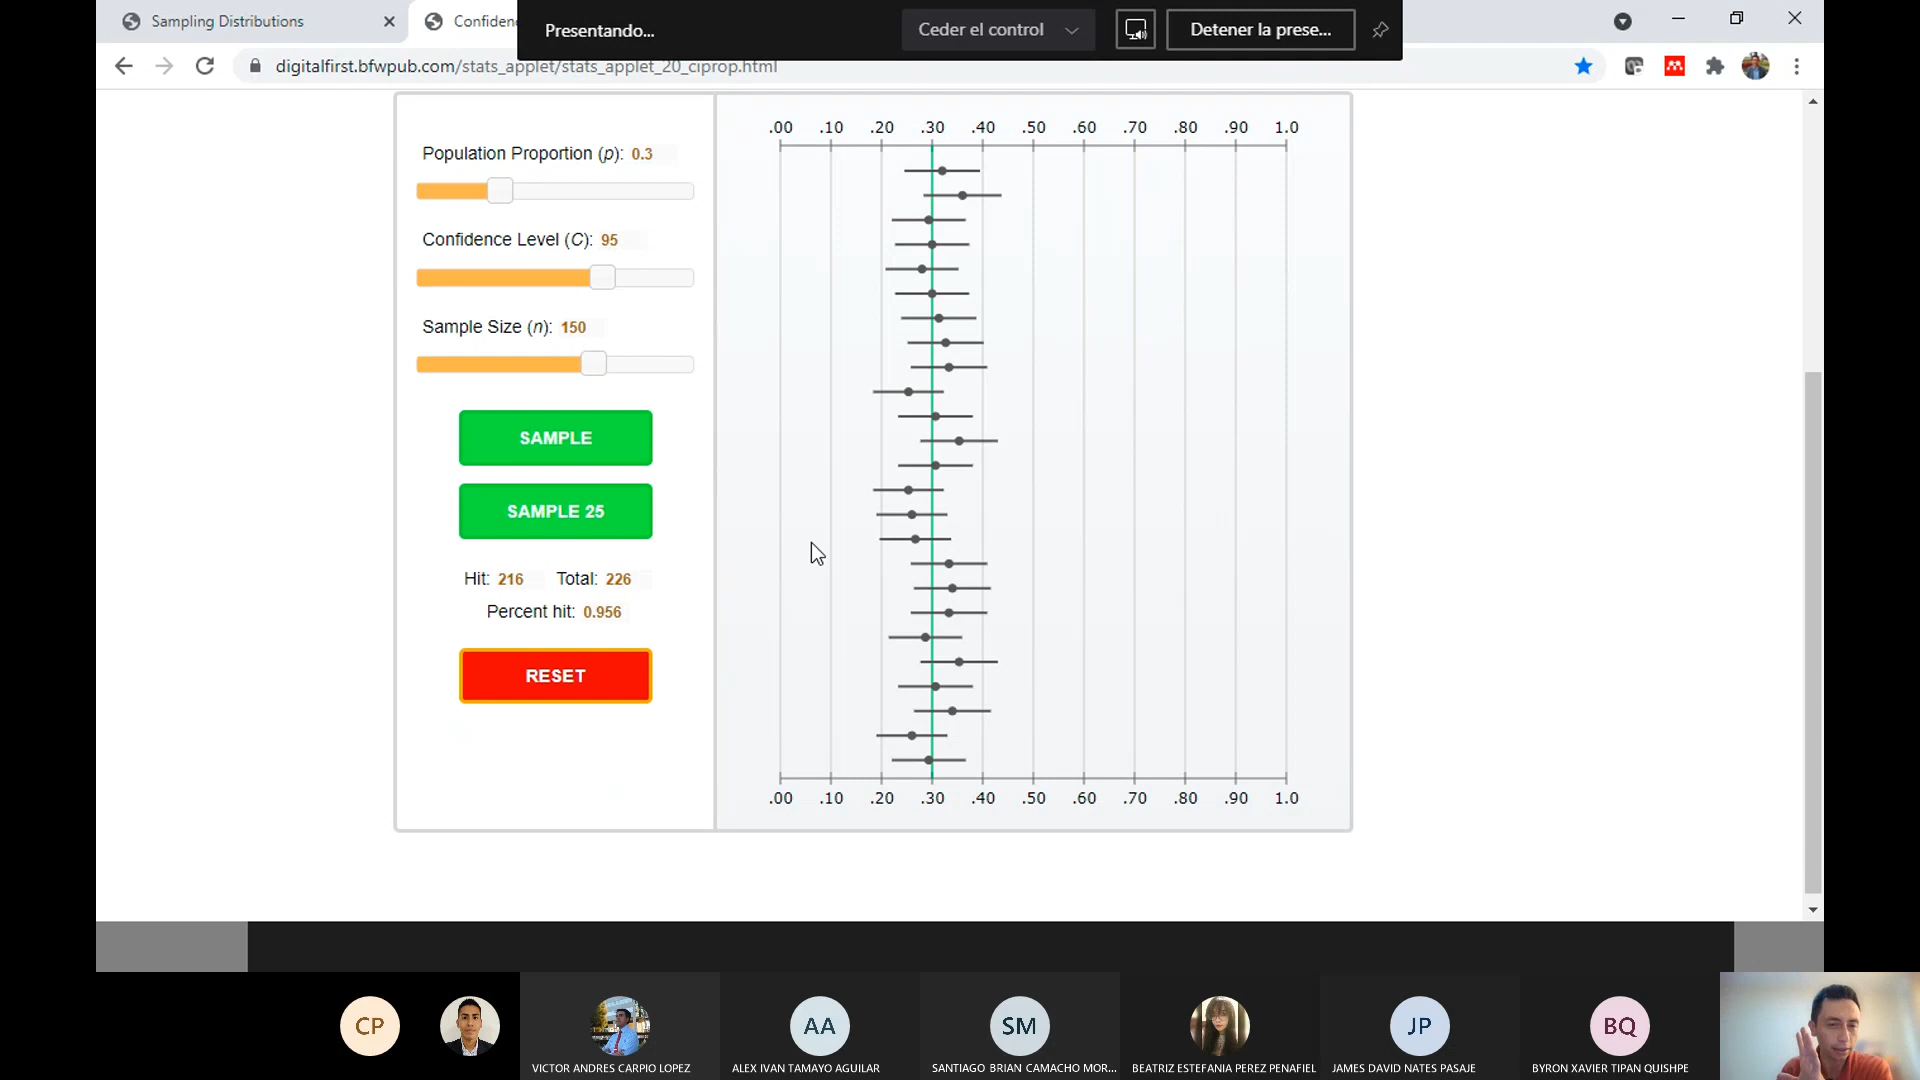 Sampling Distributions
Confiden
Presentando...
Ceder el control
Detener la prese...
digitalfirst.bfwpub.com/stats_applet/stats_applet_20_ciprop.html
Population Proportion (p): 0.3
Confidence Level (C): 95
Sample Size (n): 150
SAMPLE
SAMPLE 25
Hit: 216 Total: 226
Percent hit: 0.956
RESET
.00 .10 .20 .30 .40 .50 .60 .70 .80 .90 1.0
.00 .10 .20 .30 .40 .50 .60 .70 .80 .90 1.0
CP
AA
SM
JP
BQ
VICTOR ANDRES CARPIO LOPEZ
ALEX IVAN TAMAYO AGUILAR
SANTIAGO BRIAN CAMACHO MOR...
BEATRIZ ESTEFANIA PEREZ PENAFIEL
JAMES DAVID NATES PASAJE
BYRON XAVIER TIPAN QUISHPE